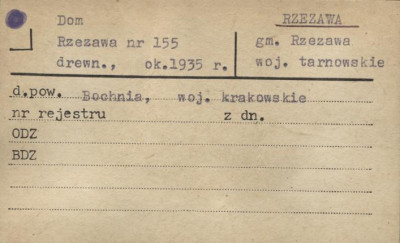 Dom
Rzezawa nr 155
drewn., ok.1935 r.
RZEZAWA
gm. Rzezawa
woj. tarnowskie
d.pow. Bochnia, woj. krakowskie
nr rejestru z dn.
ODZ
BDZ